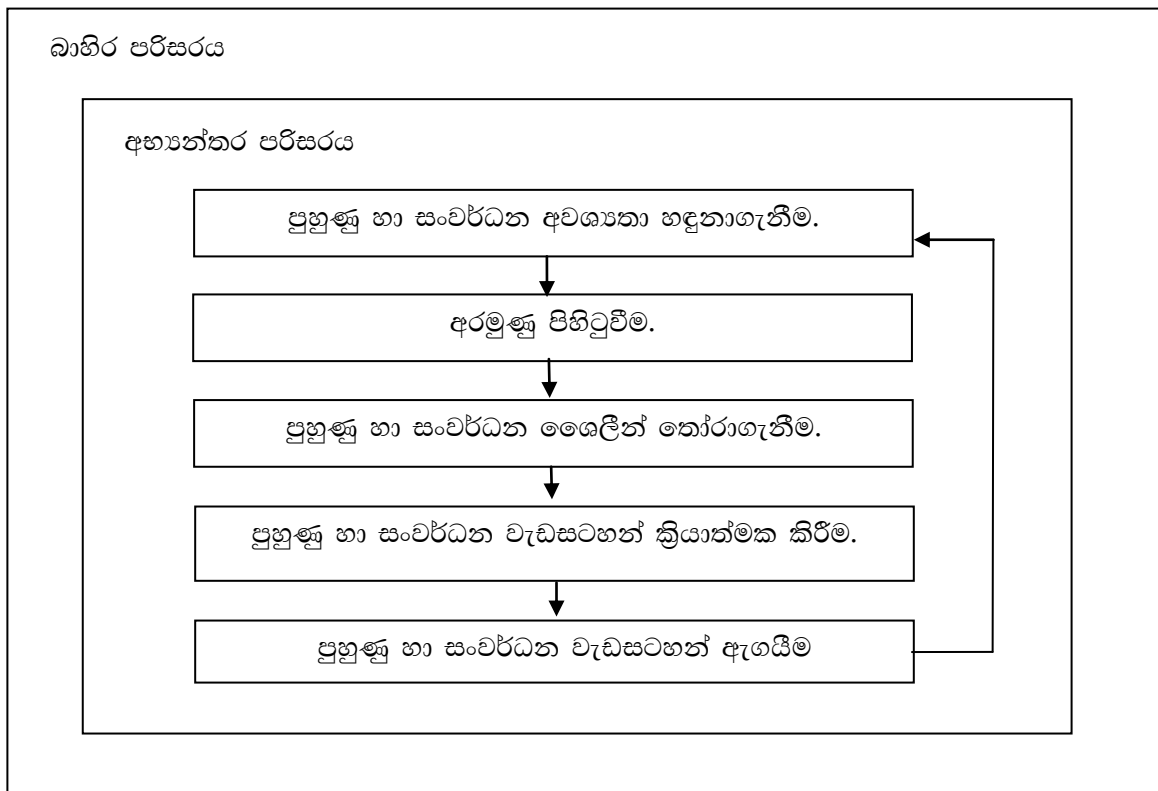 බාහිර පරිසරය
අභ්‍යන්තර පරිසරය
පුහුණු හා සංවර්ධන අවශ්‍යතා හඳුනාගැනීම.
අරමුණු පිහිටුවීම.
පුහුණු හා සංවර්ධන ශෛලීන් තෝරාගැනීම.
පුහුණු හා සංවර්ධන වැඩසටහන් ක්‍රියාත්මක කිරීම.
පුහුණු හා සංවර්ධන වැඩසටහන් ඇගයීම